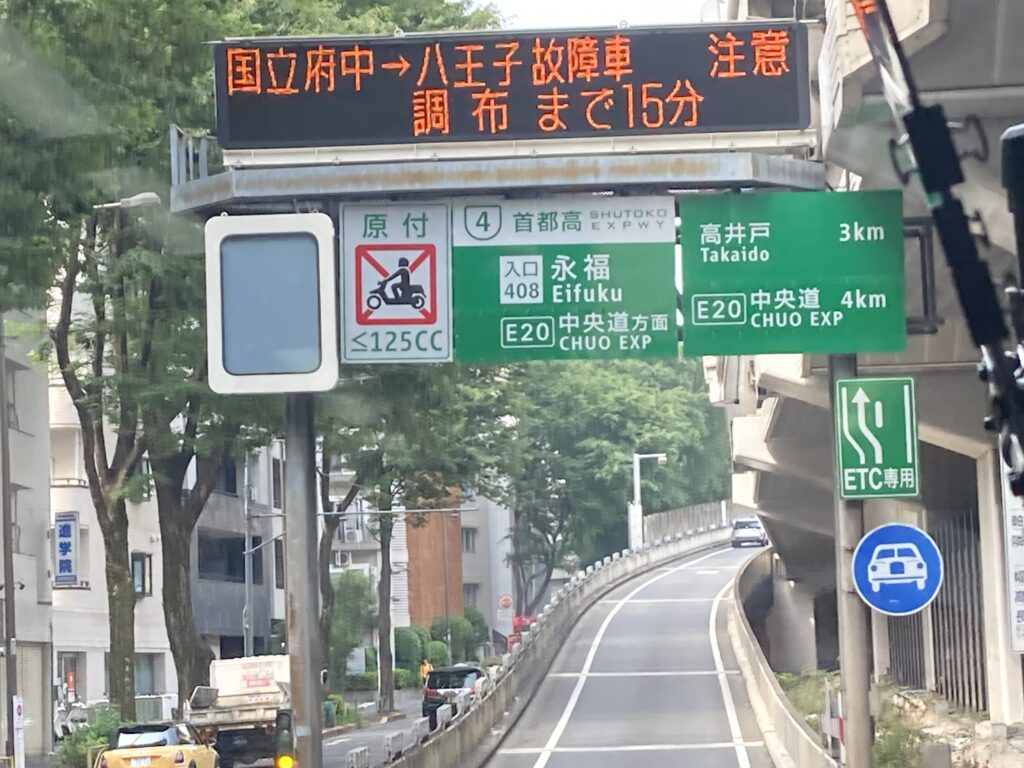 国立府中→八王子 故障車 注意
調布 まで15分
原付
≤125CC
4 首都高 SHUTOKO EXPWY
入口 408 永福 Eifuku
E20 中央道方面 CHUO EXP
高井戸 3km
Takaido
E20 中央道 4km
CHUO EXP
ETC専用
進学院